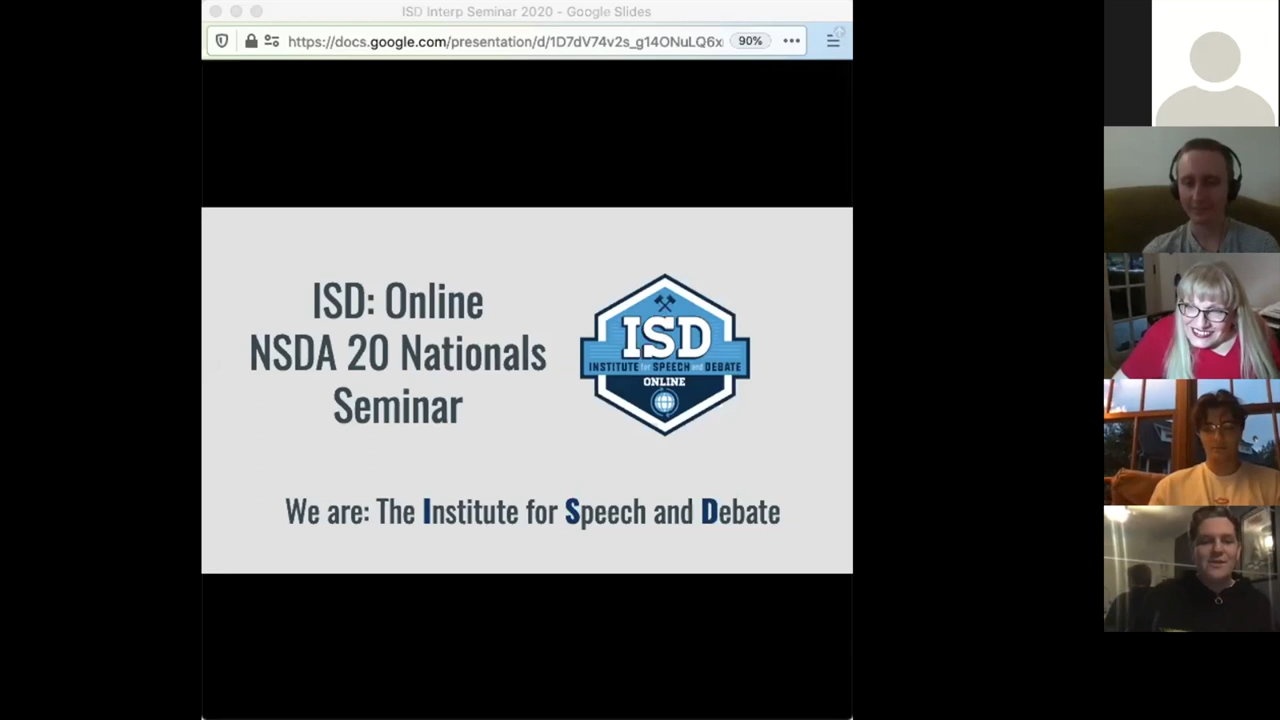 ISD Interp Seminar 2020 - Google Slides
https://docs.google.com/presentation/d/1D7dV74v2s_g14ONuLQ6x
90%
ISD: Online
NSDA 20 Nationals
Seminar
ISD
INSTITUTE for SPEECH and DEBATE
ONLINE
We are: The Institute for Speech and Debate